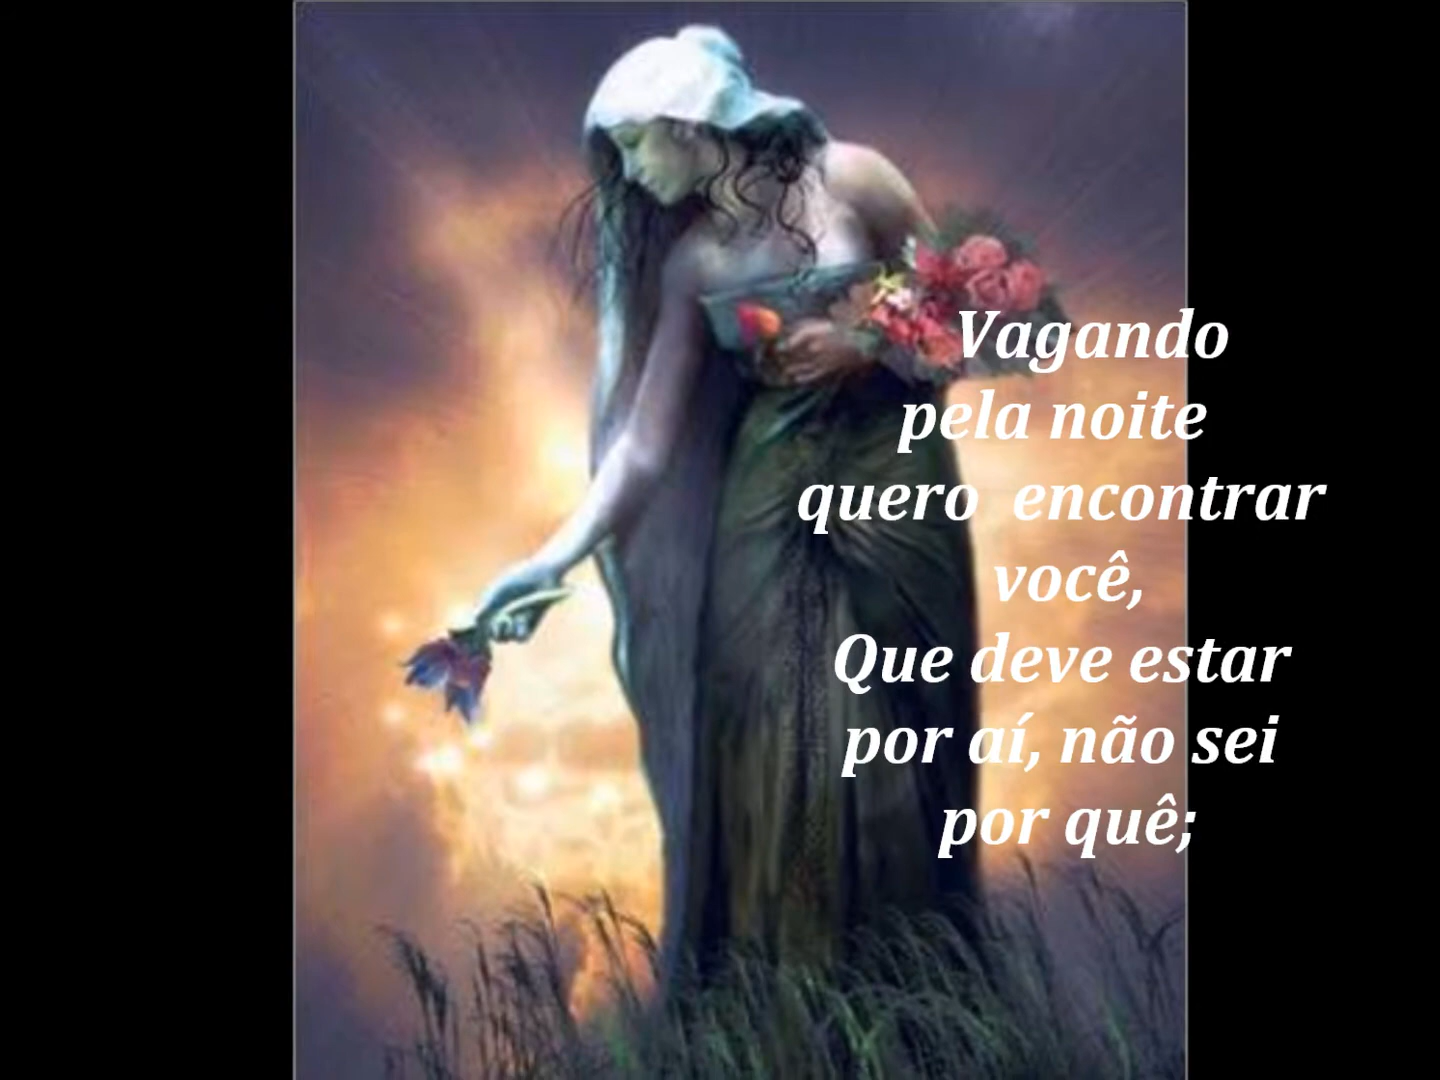 Vagando
pela noite
quero encontrar
você,
Que deve estar
por aí, não sei
por quê;